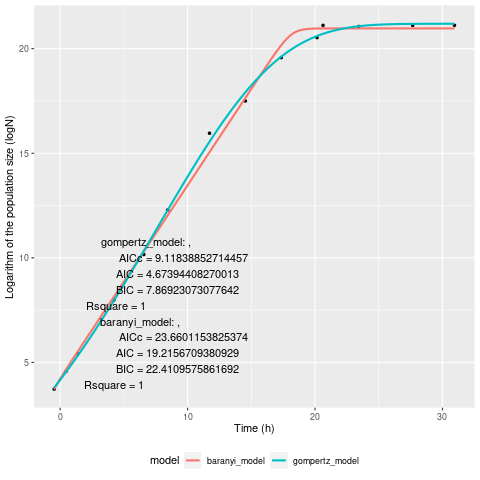 20
15
10
5
gompertz_model: ,
AICc = 9.11838852714457
AIC = 4.67394408270013
BIC = 7.86923073077642
Rsquare = 1
baranyi_model: ,
AICc = 23.6601153825374
AIC = 19.2156709380929
BIC = 22.4109575861692
Rsquare = 1
0 10 20 30
Time (h)
Logarithm of the population size (logN)
model baranyi_model gompertz_model